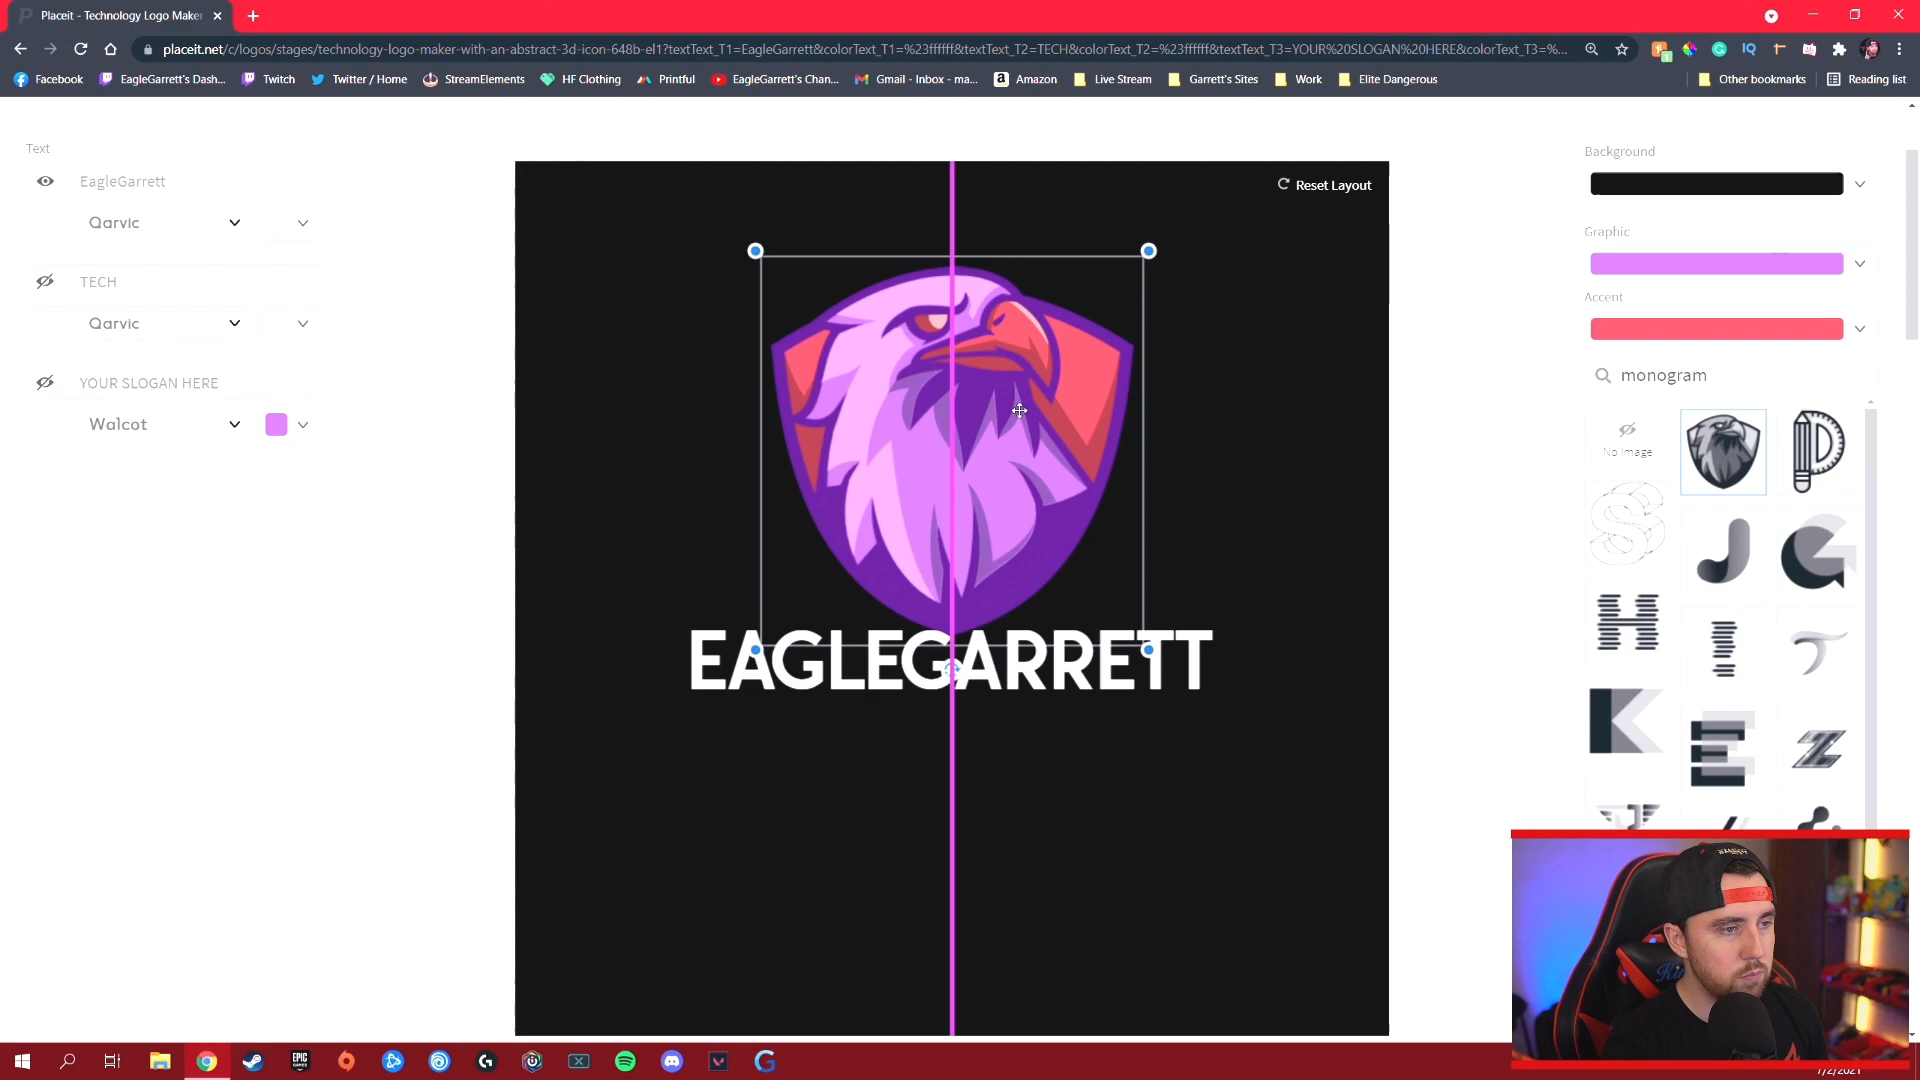 Placeit - Technology Logo Maker
placeit.net/c/logos/stages/technology-logo-maker-with-an-abstract-3d-icon-648b-el1?textText_T1=EagleGarrett&colorText_T1=%23ffffff&textText_T2=TECH&colorText_T2=%23ffffff&textText_T3=YOUR%20SLOGAN%20HERE&colorText_T3=%...
Facebook
EagleGarrett's Dash...
Twitch
Twitter / Home
StreamElements
HF Clothing
Printful
EagleGarrett's Chan...
Gmail - Inbox - ma...
Amazon
Live Stream
Garrett's Sites
Work
Elite Dangerous
Other bookmarks
Reading list
Text
EagleGarrett
Qarvic
TECH
Qarvic
YOUR SLOGAN HERE
Walcot
Reset Layout
EAGLEGARRETT
Background
Graphic
Accent
monogram
No Image
7/2/2021